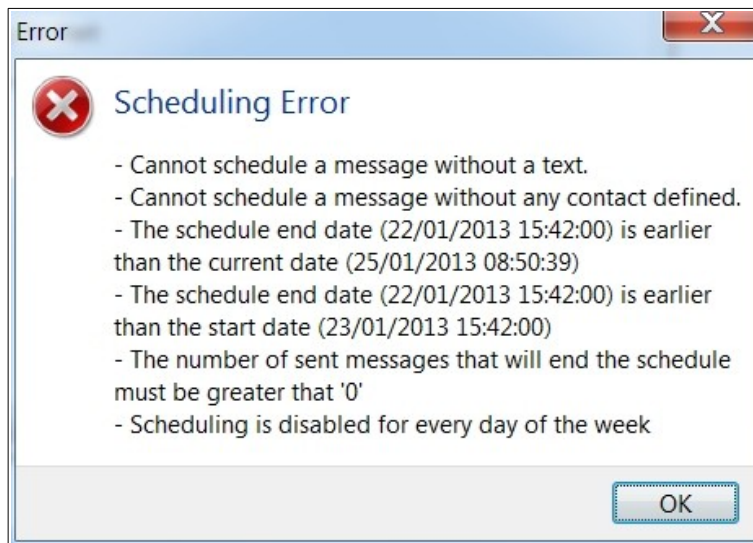 Error
Scheduling Error
- Cannot schedule a message without a text.
- Cannot schedule a message without any contact defined.
- The schedule end date (22/01/2013 15:42:00) is earlier
than the current date (25/01/2013 08:50:39)
- The schedule end date (22/01/2013 15:42:00) is earlier
than the start date (23/01/2013 15:42:00)
- The number of sent messages that will end the schedule
must be greater that '0'
- Scheduling is disabled for every day of the week
OK